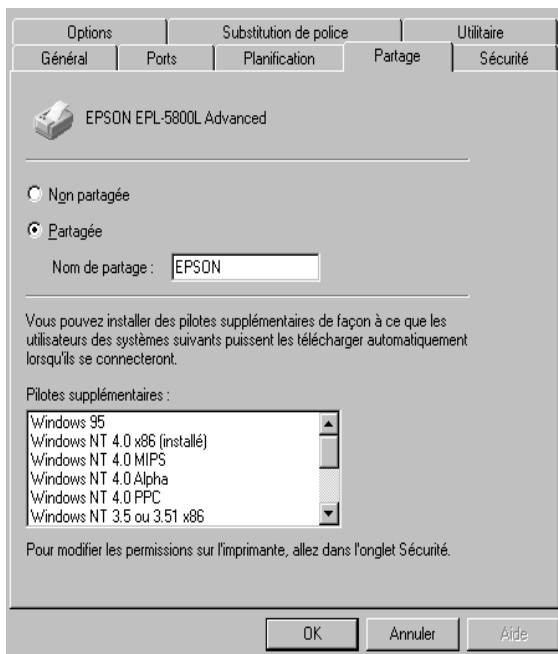 Options Substitution de police Utilitaire
Général Ports Planification Partage Sécurité
EPSON EPL-5800L Advanced
Non partagée
Partagée
Nom de partage : EPSON
Vous pouvez installer des pilotes supplémentaires de façon à ce que les
utilisateurs des systèmes suivants puissent les télécharger automatiquement
lorsqu'ils se connecteront.
Pilotes supplémentaires :
Windows 95
Windows NT 4.0 x86 (installé)
Windows NT 4.0 MIPS
Windows NT 4.0 Alpha
Windows NT 4.0 PPC
Windows NT 3.5 ou 3.51 x86
Pour modifier les permissions sur l'imprimante, allez dans l'onglet Sécurité.
OK Annuler Aide